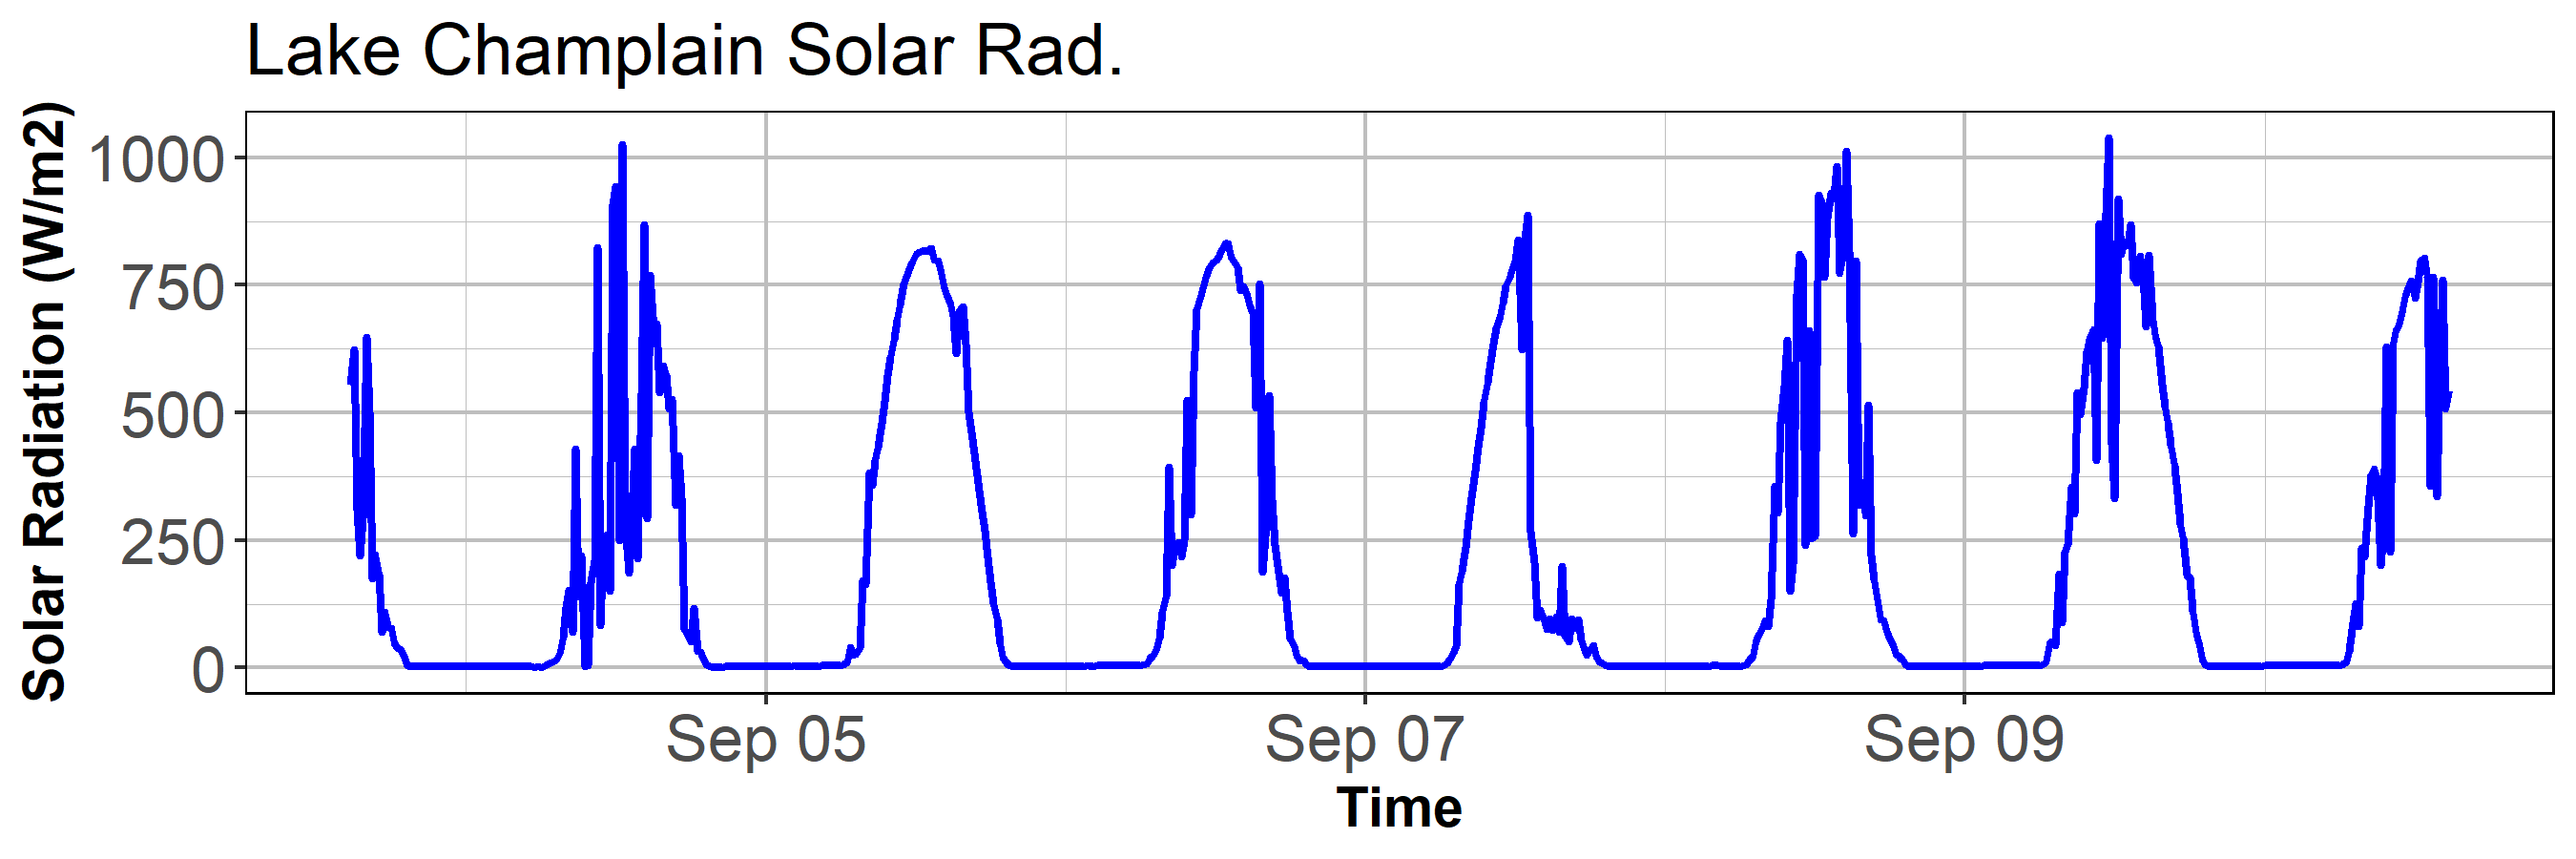 Lake Champlain Solar Rad.
Solar Radiation (W/m2)
1000
750
500
250
0
Sep 05 Sep 07 Sep 09
Time